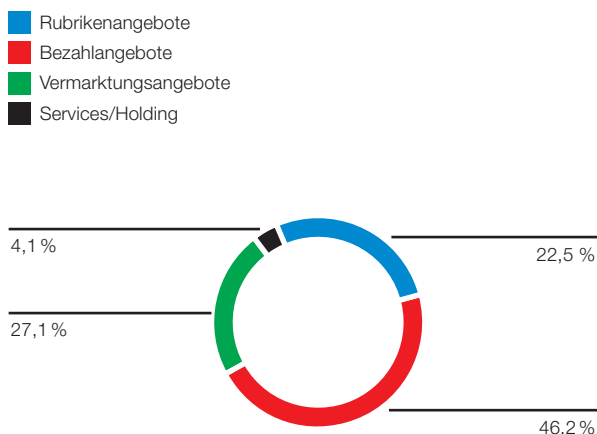 Rubrikenangebote
Bezahlangebote
Vermarktungsangebote
Services/Holding
4,1 %
22,5 %
27,1 %
46,2 %